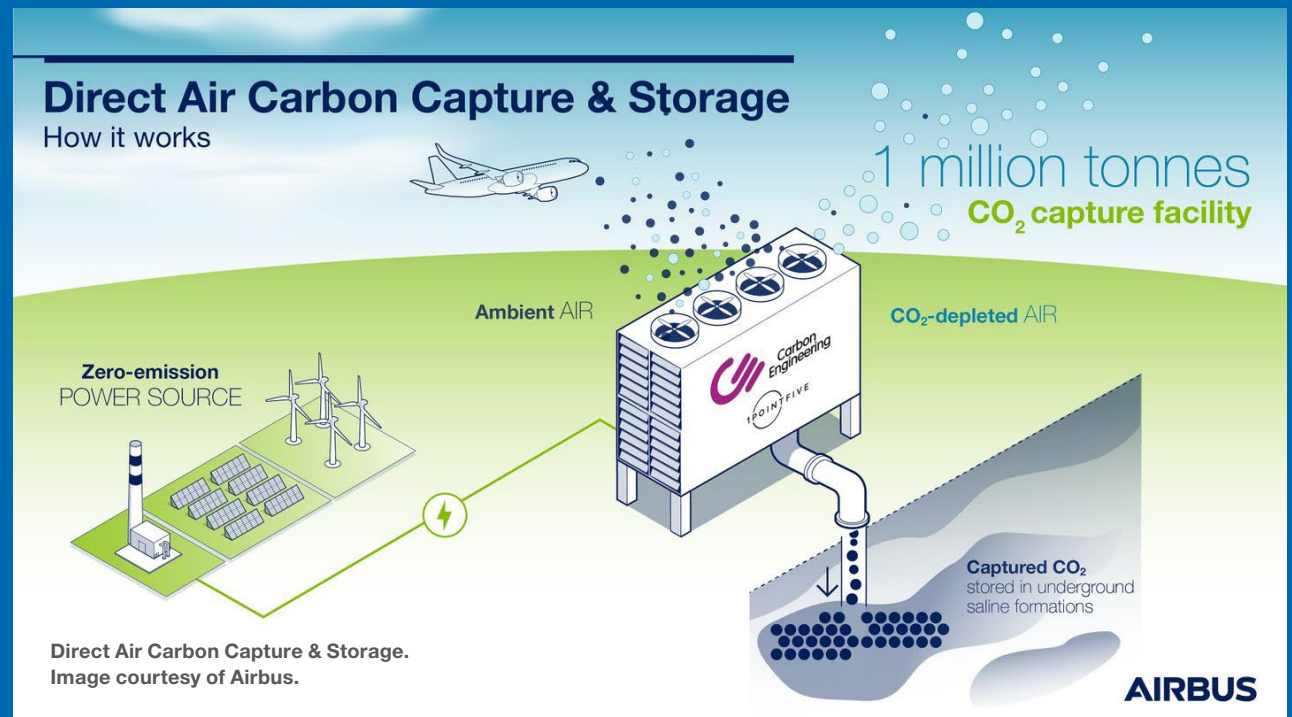 Direct Air Carbon Capture & Storage
How it works
1 million tonnes
CO₂ capture facility
Ambient AIR
CO₂-depleted AIR
Zero-emission
POWER SOURCE
Carbon
Engineering
1POINTFIVE
Captured CO₂
stored in underground
saline formations
Direct Air Carbon Capture & Storage.
Image courtesy of Airbus.
AIRBUS